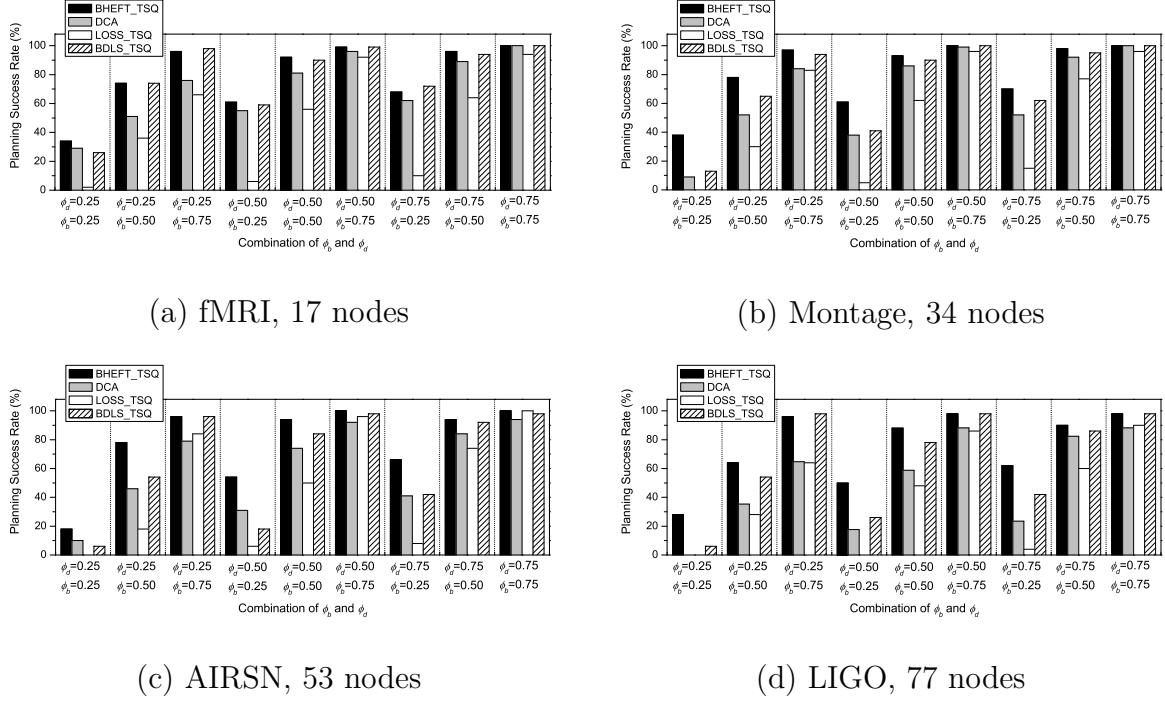 BHEFT_TSQ
DCA
LOSS_TSQ
BDLS_TSQ
Planning Success Rate (%)
100
80
60
40
20
0
ϕd=0.25 ϕd=0.25 ϕd=0.25 ϕd=0.50 ϕd=0.50 ϕd=0.50 ϕd=0.75 ϕd=0.75 ϕd=0.75
ϕb=0.25 ϕb=0.50 ϕb=0.75 ϕb=0.25 ϕb=0.50 ϕb=0.75 ϕb=0.25 ϕb=0.50 ϕb=0.75
Combination of ϕb and ϕd
(a) fMRI, 17 nodes
BHEFT_TSQ
DCA
LOSS_TSQ
BDLS_TSQ
Planning Success Rate (%)
100
80
60
40
20
0
ϕd=0.25 ϕd=0.25 ϕd=0.25 ϕd=0.50 ϕd=0.50 ϕd=0.50 ϕd=0.75 ϕd=0.75 ϕd=0.75
ϕb=0.25 ϕb=0.50 ϕb=0.75 ϕb=0.25 ϕb=0.50 ϕb=0.75 ϕb=0.25 ϕb=0.50 ϕb=0.75
Combination of ϕb and ϕd
(b) Montage, 34 nodes
BHEFT_TSQ
DCA
LOSS_TSQ
BDLS_TSQ
Planning Success Rate (%)
100
80
60
40
20
0
ϕd=0.25 ϕd=0.25 ϕd=0.25 ϕd=0.50 ϕd=0.50 ϕd=0.50 ϕd=0.75 ϕd=0.75 ϕd=0.75
ϕb=0.25 ϕb=0.50 ϕb=0.75 ϕb=0.25 ϕb=0.50 ϕb=0.75 ϕb=0.25 ϕb=0.50 ϕb=0.75
Combination of ϕb and ϕd
(c) AIRSN, 53 nodes
BHEFT_TSQ
DCA
LOSS_TSQ
BDLS_TSQ
Planning Success Rate (%)
100
80
60
40
20
0
ϕd=0.25 ϕd=0.25 ϕd=0.25 ϕd=0.50 ϕd=0.50 ϕd=0.50 ϕd=0.75 ϕd=0.75 ϕd=0.75
ϕb=0.25 ϕb=0.50 ϕb=0.75 ϕb=0.25 ϕb=0.50 ϕb=0.75 ϕb=0.25 ϕb=0.50 ϕb=0.75
Combination of ϕb and ϕd
(d) LIGO, 77 nodes